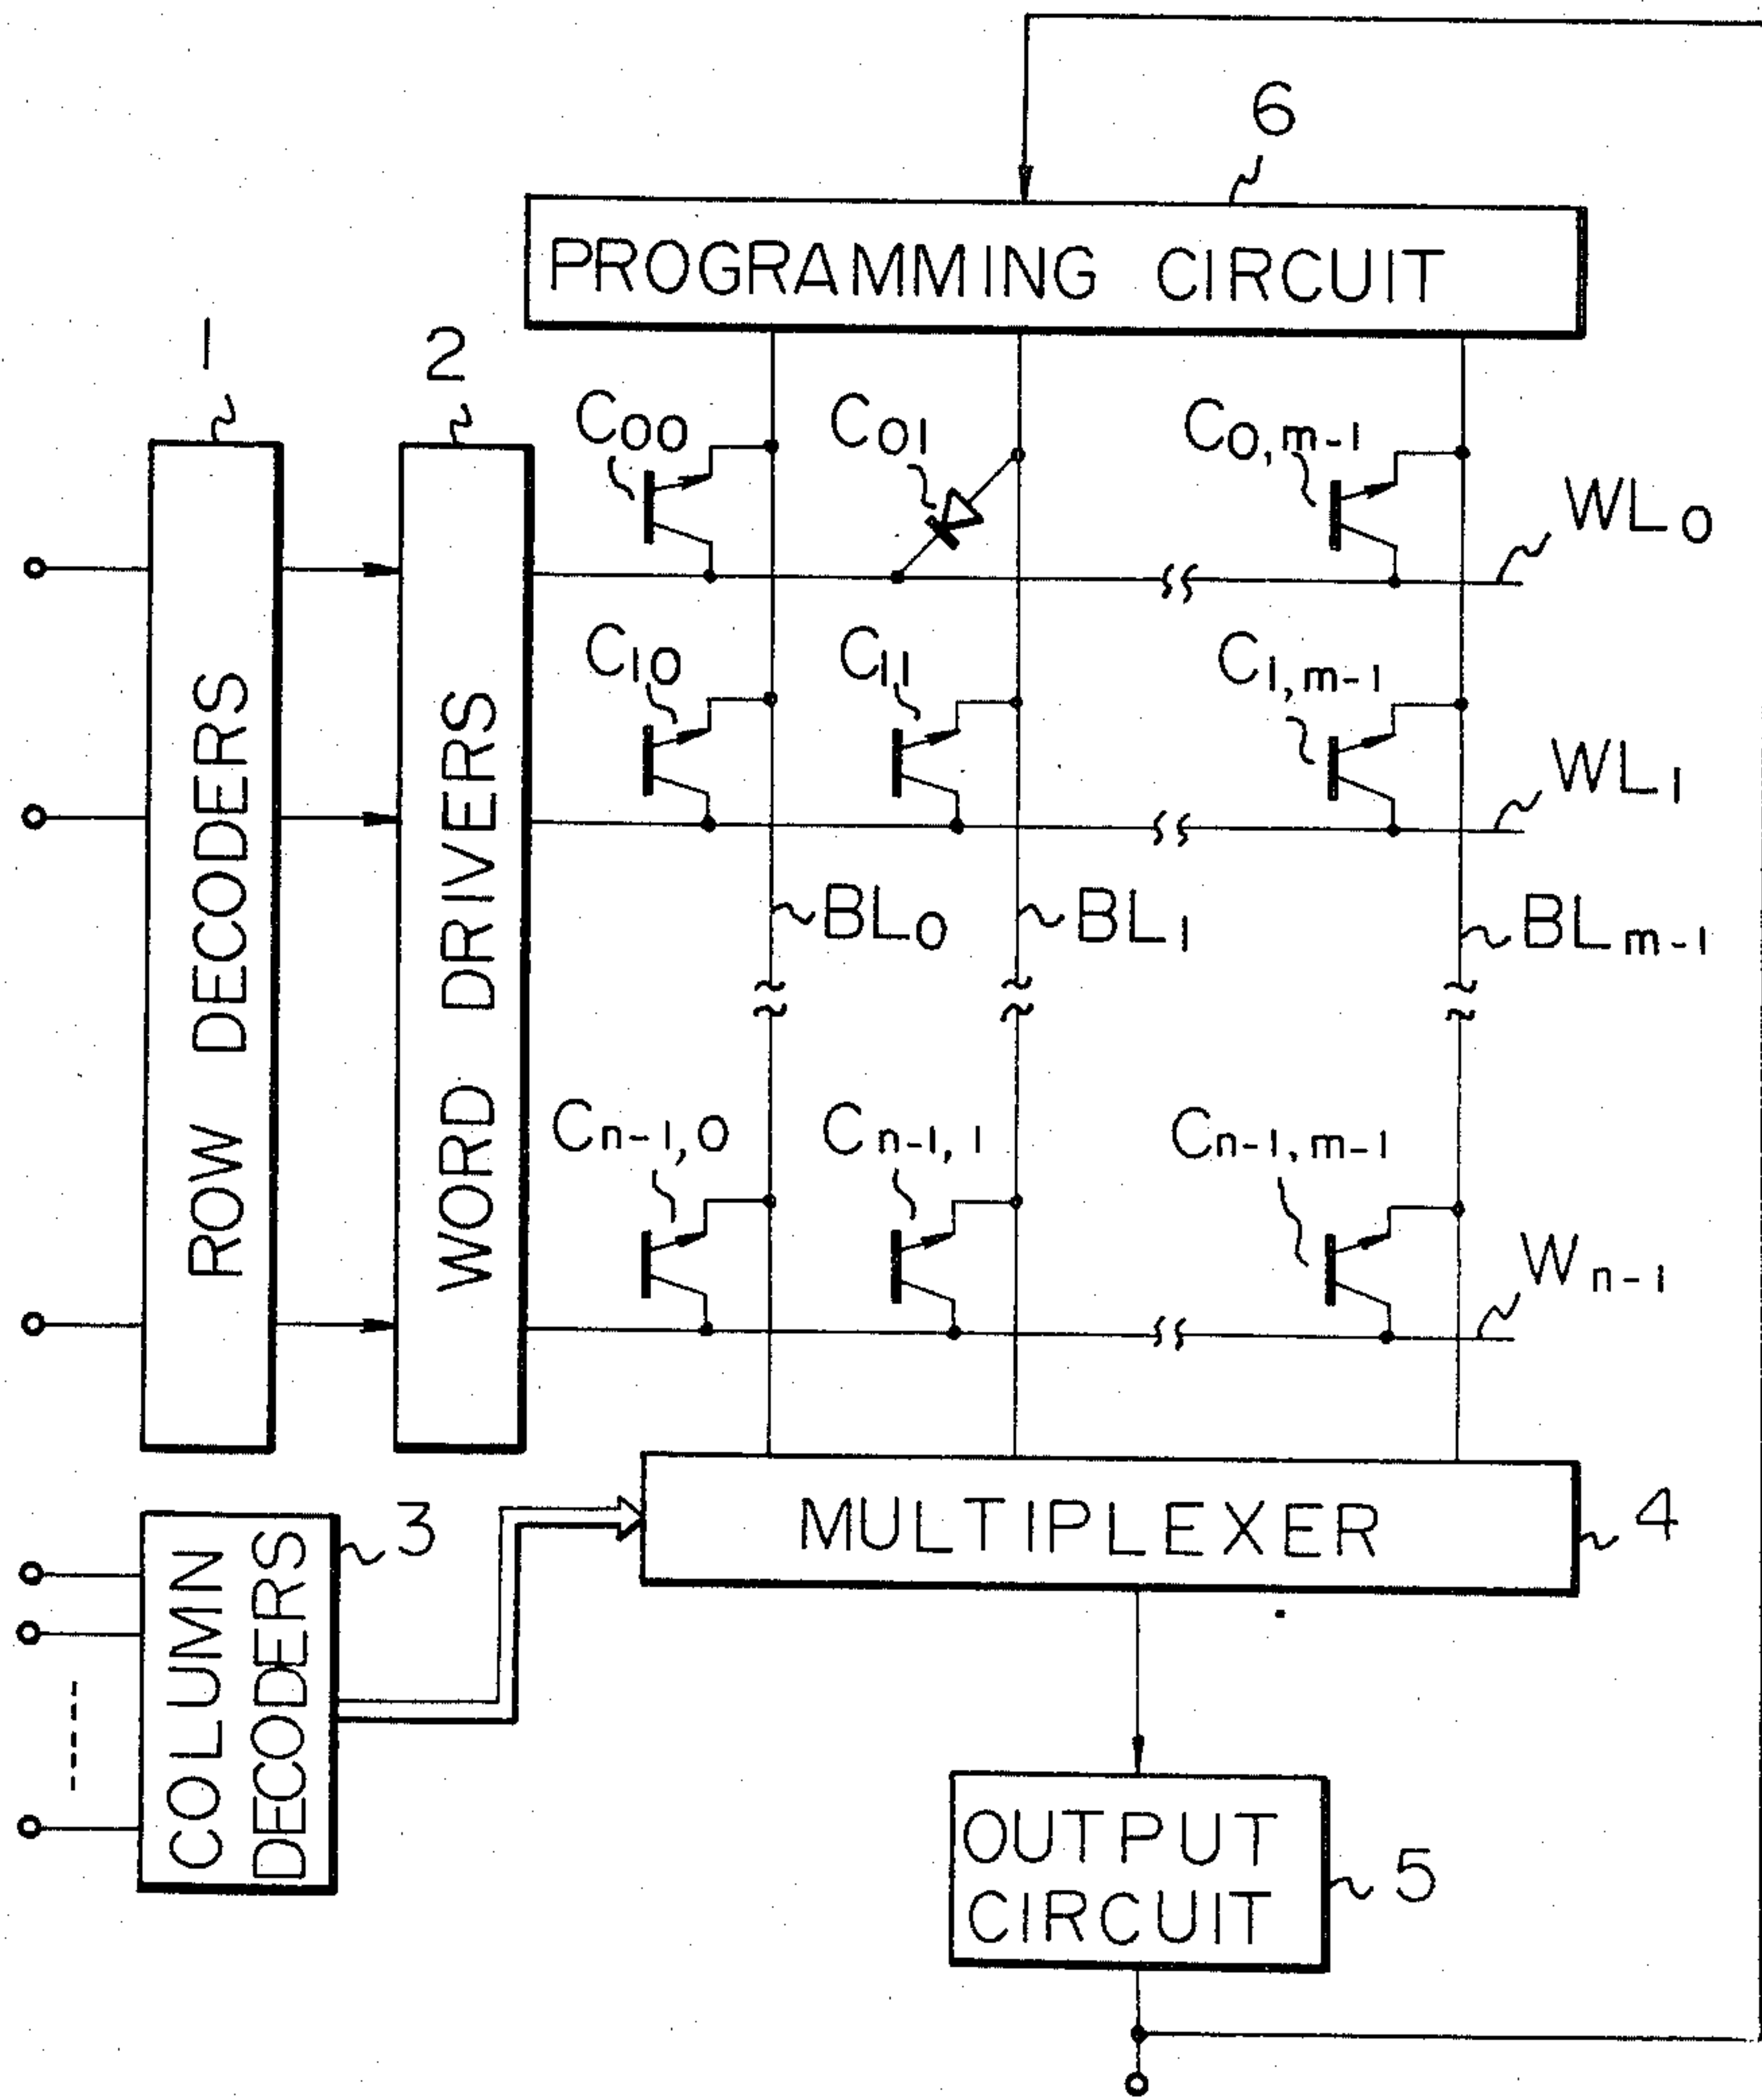 6
PROGRAMMING CIRCUIT
1
2
C00
C01
C0,m-1
WL0
C10
C11
C1,m-1
WL1
ROW DECODERS
WORD DRIVERS
BL0
BL1
BLm-1
Cn-1,0
Cn-1,1
Cn-1,m-1
Wn-1
COLUMN
DECODERS
3
MULTIPLEXER
4
OUTPUT
CIRCUIT
5